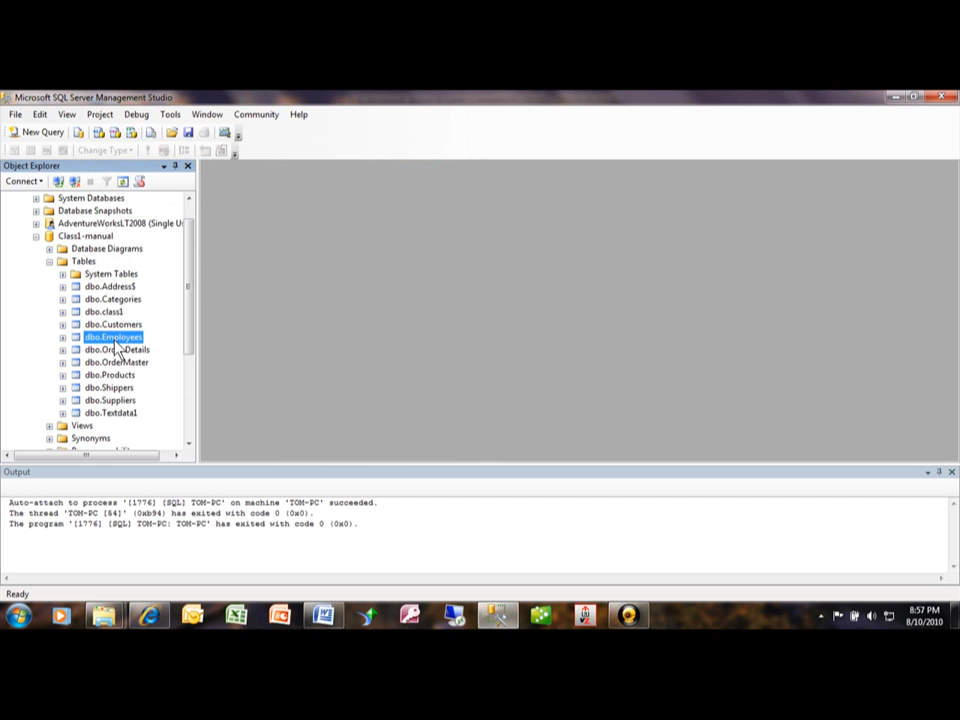 Microsoft SQL Server Management Studio
File Edit View Project Debug Tools Window Community Help
New Query
Change Type
Object Explorer
Connect
System Databases
Database Snapshots
AdventureWorksLT2008 (Single Us
Class1-manual
Database Diagrams
Tables
System Tables
dbo.Address$
dbo.Categories
dbo.class1
dbo.Customers
dbo.Employees
dbo.OrderDetails
dbo.OrderMaster
dbo.Products
dbo.Shippers
dbo.Suppliers
dbo.Textdata1
Views
Synonyms
Output
Auto-attach to process '[1776] [SQL] TOM-PC' on machine 'TOM-PC' succeeded.
The thread 'TOM-PC [54]' (0xb94) has exited with code 0 (0x0).
The program '[1776] [SQL] TOM-PC: TOM-PC' has exited with code 0 (0x0).
Ready
8:57 PM
8/10/2010